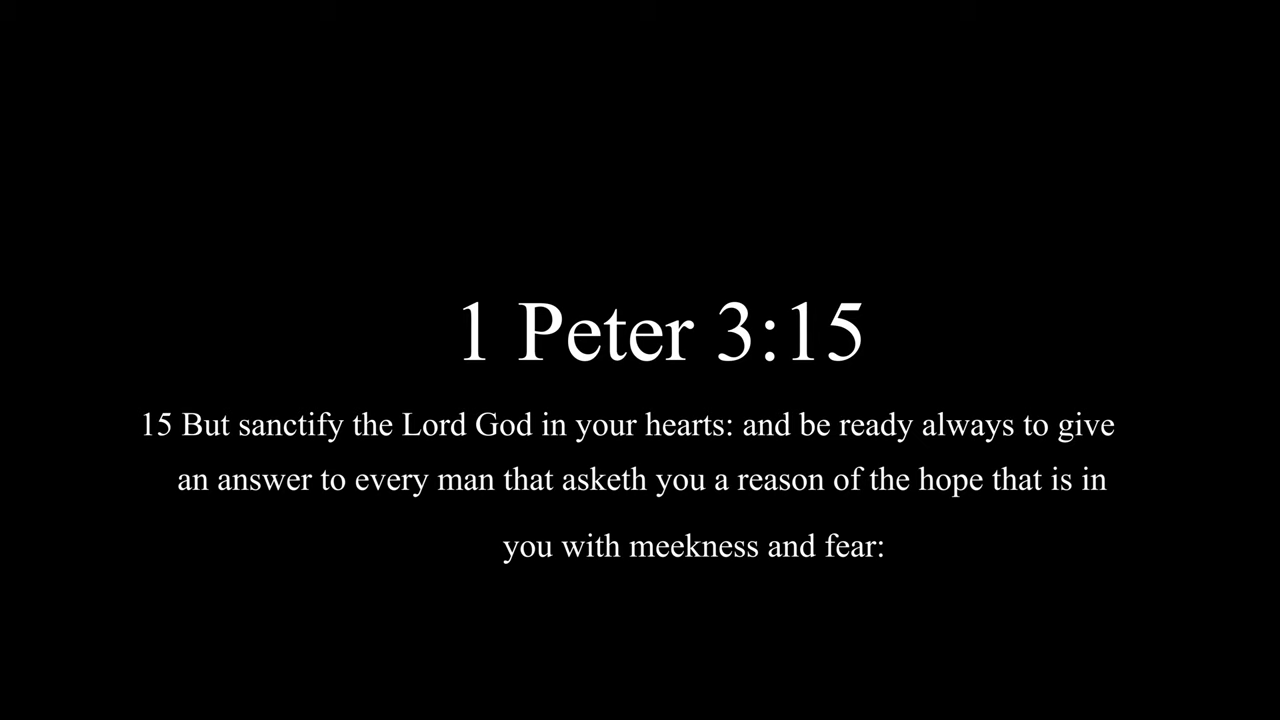 1 Peter 3:15
15 But sanctify the Lord God in your hearts: and be ready always to give
an answer to every man that asketh you a reason of the hope that is in
you with meekness and fear: